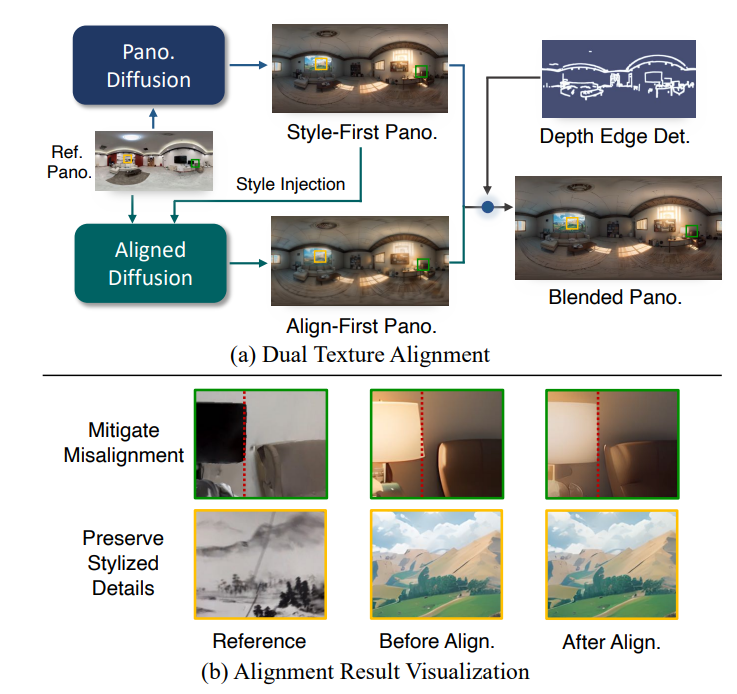 Pano.
Diffusion
Style-First Pano.
Depth Edge Det.
Ref.
Pano.
Style Injection
Aligned
Diffusion
Align-First Pano.
Blended Pano.
(a) Dual Texture Alignment
Mitigate
Misalignment
Preserve
Stylized
Details
Reference
Before Align.
After Align.
(b) Alignment Result Visualization